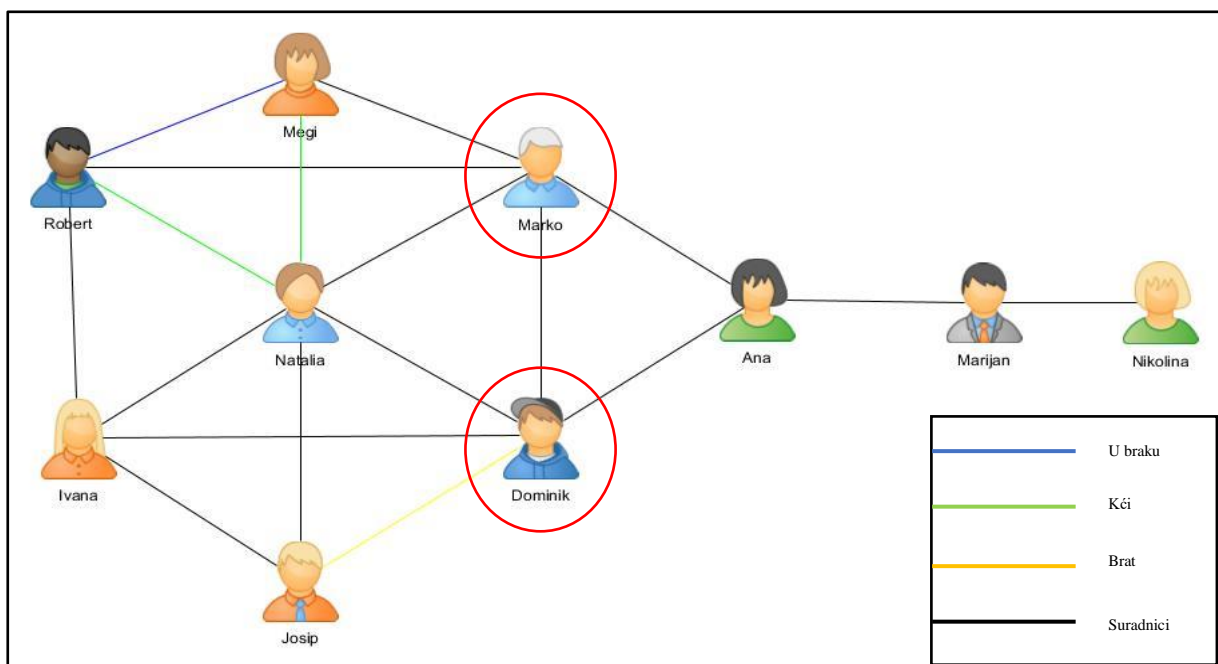 Megi
Robert
Marko
Natalia
Ana
Marijan
Nikolina
Ivana
Dominik
Josip
U braku
Kći
Brat
Suradnici